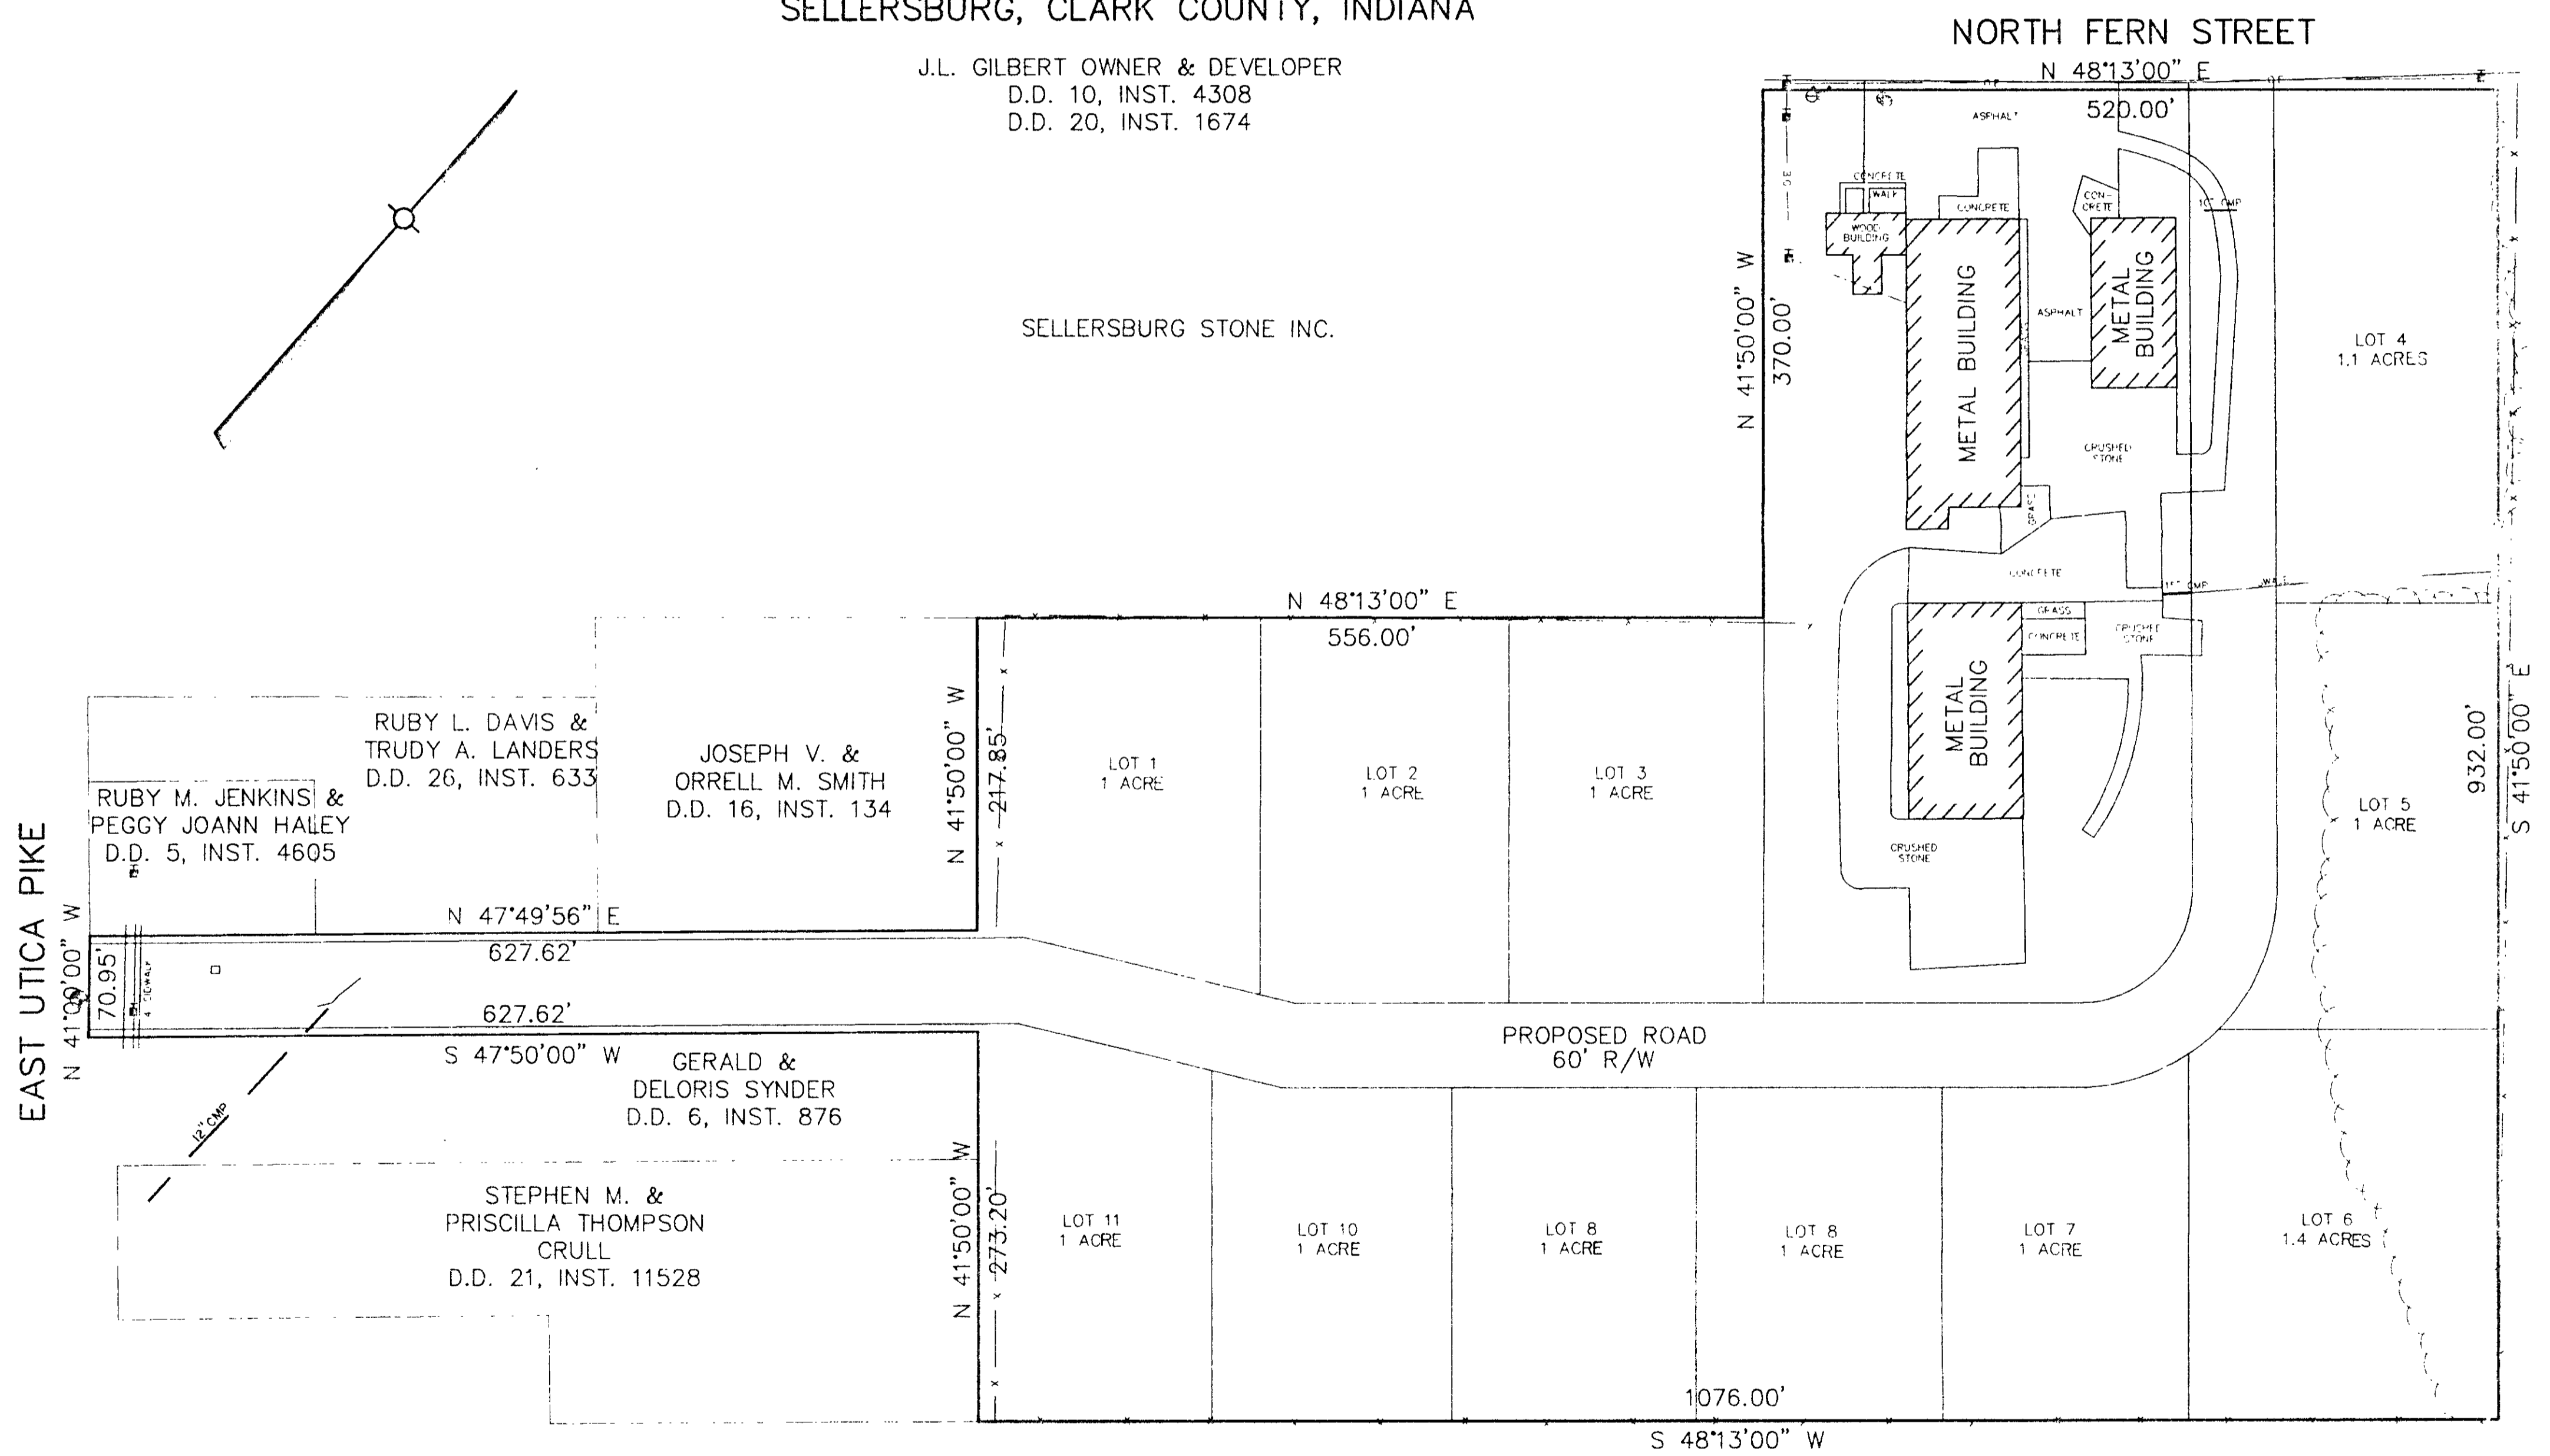 SELLERSBURG, CLARK COUNTY, INDIANA
J.L. GILBERT OWNER & DEVELOPER
D.D. 10, INST. 4308
D.D. 20, INST. 1674
NORTH FERN STREET
N 48°13'00" E
520.00'
ASPHALT
CONCRETE
WALK
CONCRETE
CON-
CRETE
WOOD
BUILDING
METAL BUILDING
METAL
BUILDING
ASPHALT
CRUSHED
STONE
GRASS
N 41°50'00" W
370.00'
LOT 4
1.1 ACRES
SELLERSBURG STONE INC.
CONCRETE
GRASS
CONCRETE
CRUSHED
STONE
METAL
BUILDING
CRUSHED
STONE
N 48°13'00" E
556.00'
932.00'
S 41°50'00" E
RUBY L. DAVIS &
TRUDY A. LANDERS
D.D. 26, INST. 633
JOSEPH V. &
ORRELL M. SMITH
D.D. 16, INST. 134
RUBY M. JENKINS &
PEGGY JOANN HALEY
D.D. 5, INST. 4605
N 41°50'00" W
217.85'
LOT 1
1 ACRE
LOT 2
1 ACRE
LOT 3
1 ACRE
LOT 5
1 ACRE
EAST UTICA PIKE
N 41°00'00" W
70.95'
N 47°49'56" E
627.62'
627.62'
S 47°50'00" W
12" CMP
GERALD &
DELORIS SYNDER
D.D. 6, INST. 876
PROPOSED ROAD
60' R/W
STEPHEN M. &
PRISCILLA THOMPSON
CRULL
D.D. 21, INST. 11528
N 41°50'00" W
273.20'
LOT 11
1 ACRE
LOT 10
1 ACRE
LOT 8
1 ACRE
LOT 8
1 ACRE
LOT 7
1 ACRE
LOT 6
1.4 ACRES
1076.00'
S 48°13'00" W